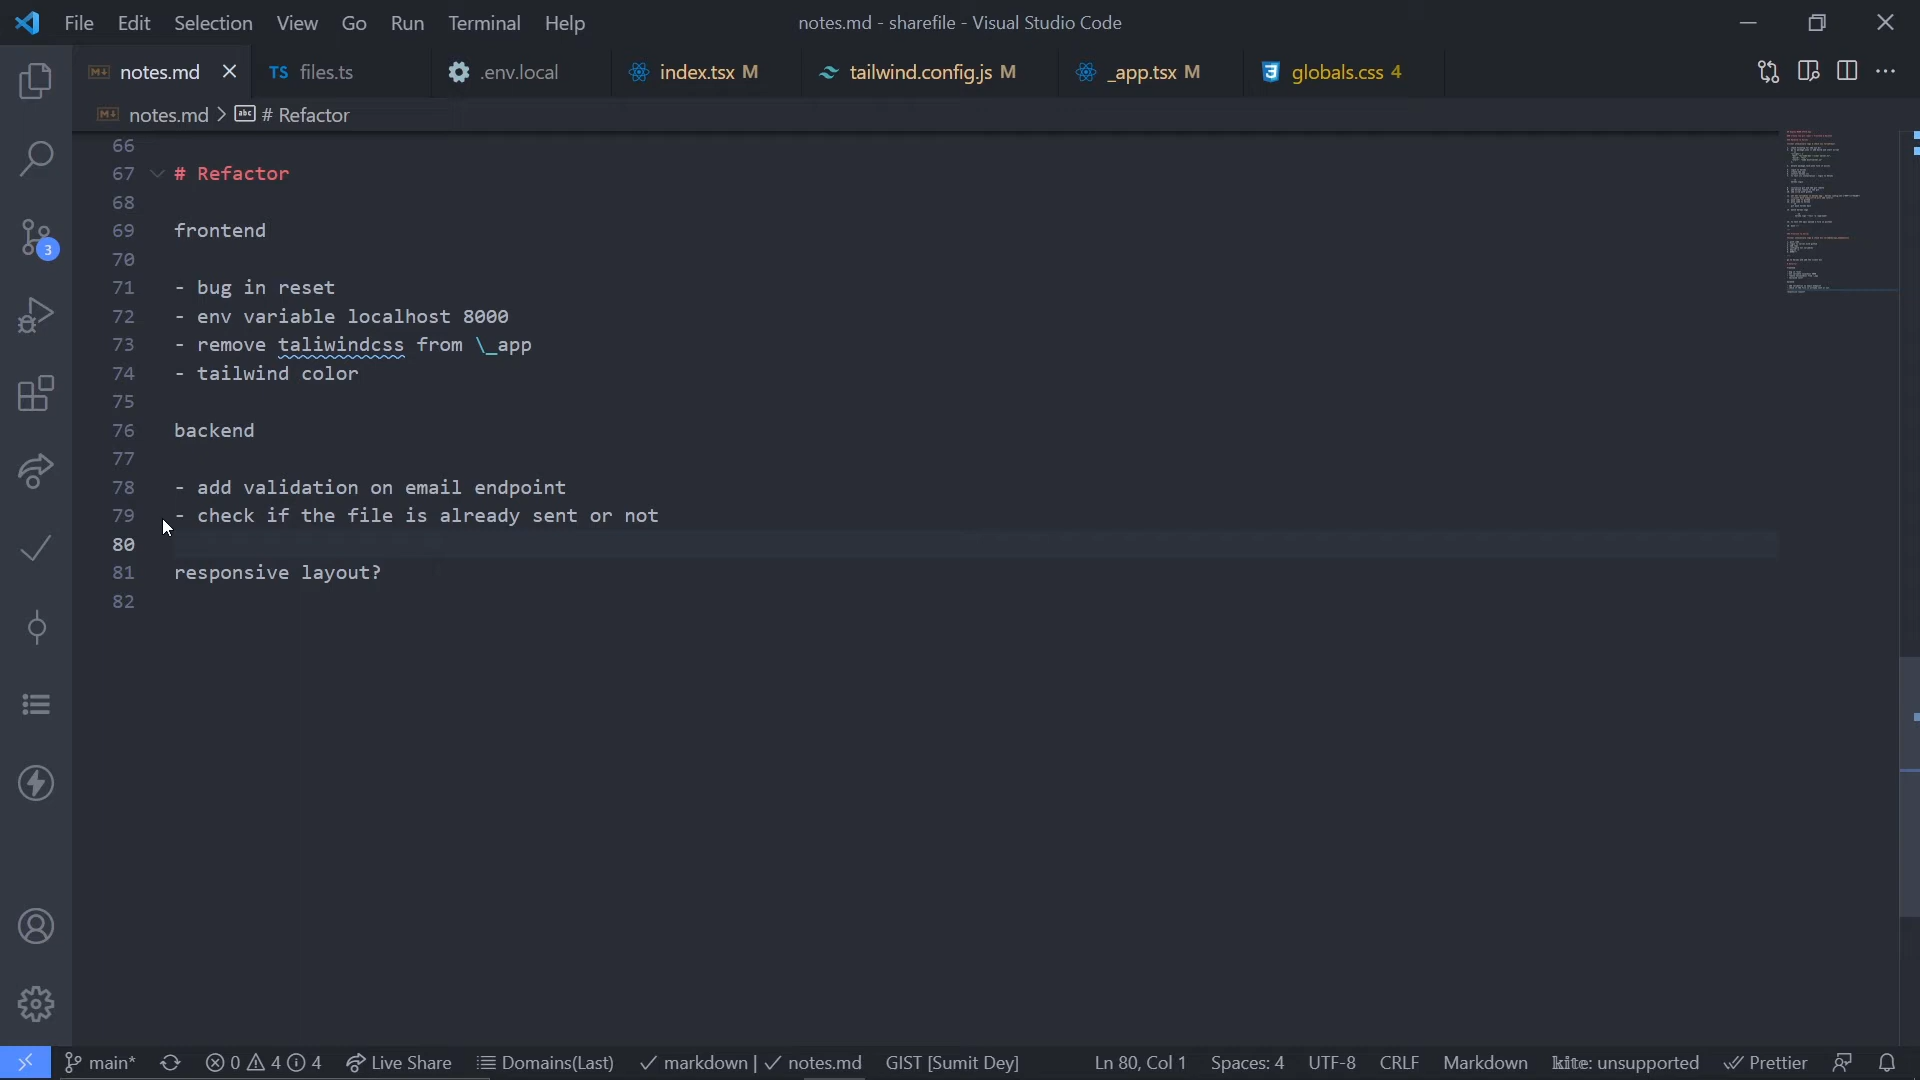 File Edit Selection View Go Run Terminal Help notes.md - sharefile - Visual Studio Code
M↓ notes.md TS files.ts .env.local index.tsx M tailwind.config.js M _app.tsx M globals.css 4
M↓ notes.md > abc # Refactor
66
67 # Refactor
68
69 frontend
70
71 - bug in reset
72 - env variable localhost 8000
73 - remove taliwindcss from \_app
74 - tailwind color
75
76 backend
77
78 - add validation on email endpoint
79 - check if the file is already sent or not
80
81 responsive layout?
82
3
main* 0 4 4 Live Share Domains(Last) markdown | notes.md GIST [Sumit Dey] Ln 80, Col 1 Spaces: 4 UTF-8 CRLF Markdown kite: unsupported Prettier